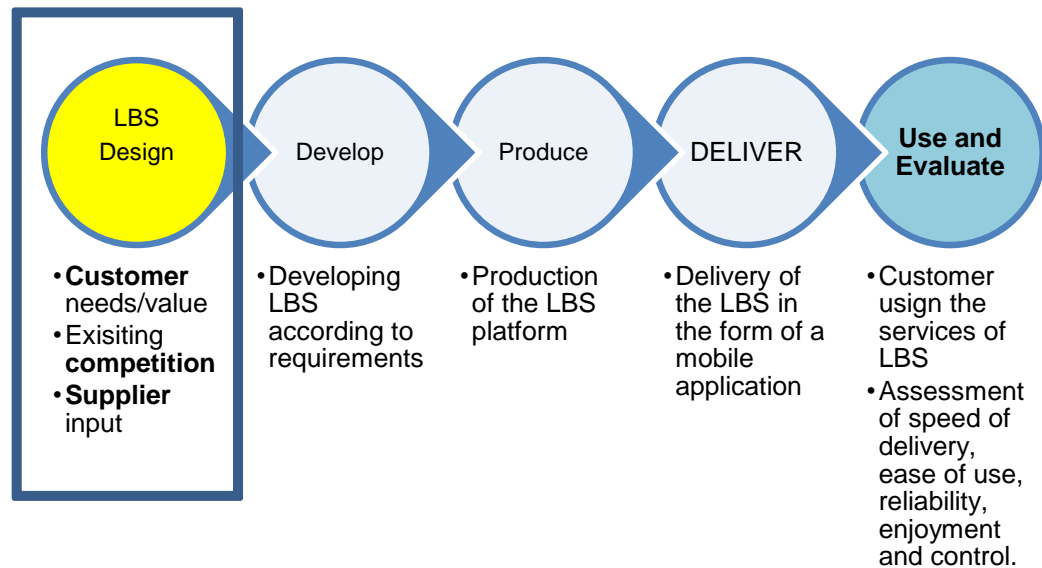 LBS
Design
Develop
Produce
DELIVER
Use and
Evaluate
•Customer
needs/value
•Exisiting
competition
•Supplier
input
•Developing
LBS
according to
requirements
•Production
of the LBS
platform
•Delivery of
the LBS in
the form of a
mobile
application
•Customer
usign the
services of
LBS
•Assessment
of speed of
delivery,
ease of use,
reliability,
enjoyment
and control.